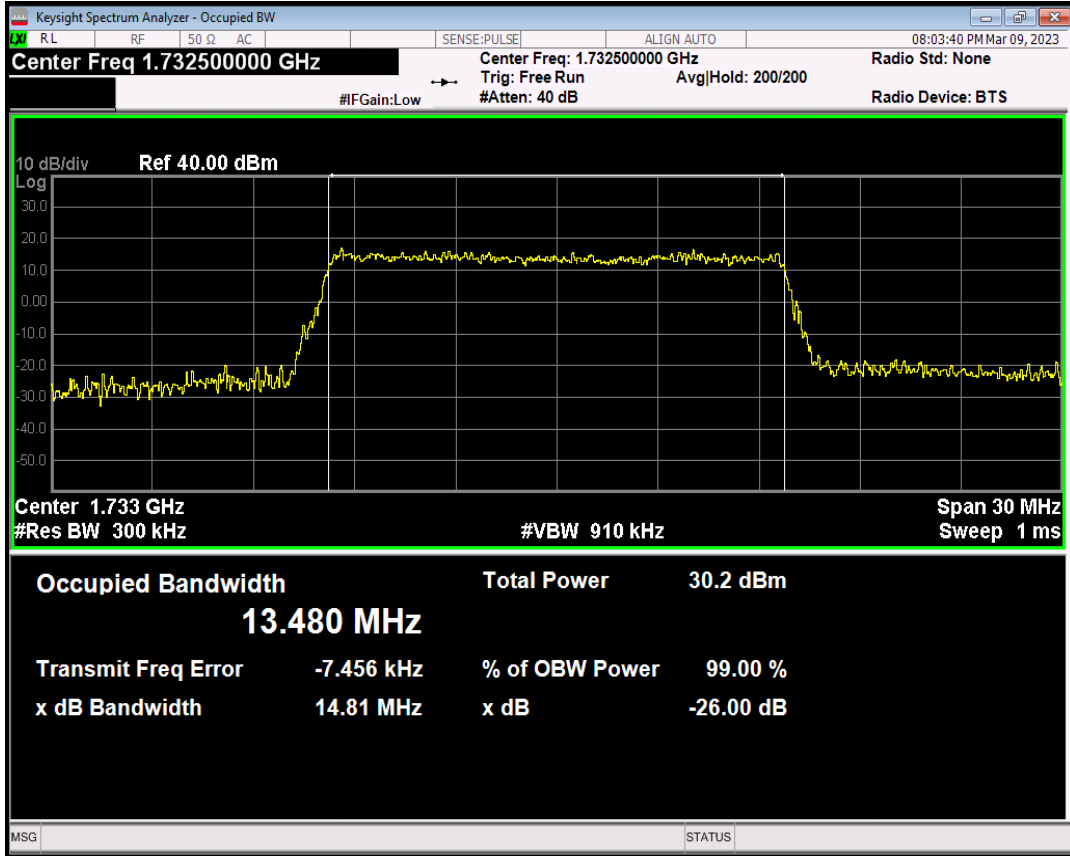 Keysight Spectrum Analyzer - Occupied BW
LXI RL RF 50 Ω AC SENSE:PULSE ALIGN AUTO 08:03:40 PM Mar 09, 2023
Center Freq 1.732500000 GHz Center Freq: 1.732500000 GHz Radio Std: None
Trig: Free Run Avg|Hold: 200/200
#IFGain:Low #Atten: 40 dB Radio Device: BTS
10 dB/div Ref 40.00 dBm
Log
30.0
20.0
10.0
0.00
-10.0
-20.0
-30.0
-40.0
-50.0
Center 1.733 GHz Span 30 MHz
#Res BW 300 kHz #VBW 910 kHz Sweep 1 ms
Occupied Bandwidth Total Power 30.2 dBm
13.480 MHz
Transmit Freq Error -7.456 kHz % of OBW Power 99.00 %
x dB Bandwidth 14.81 MHz x dB -26.00 dB
MSG STATUS